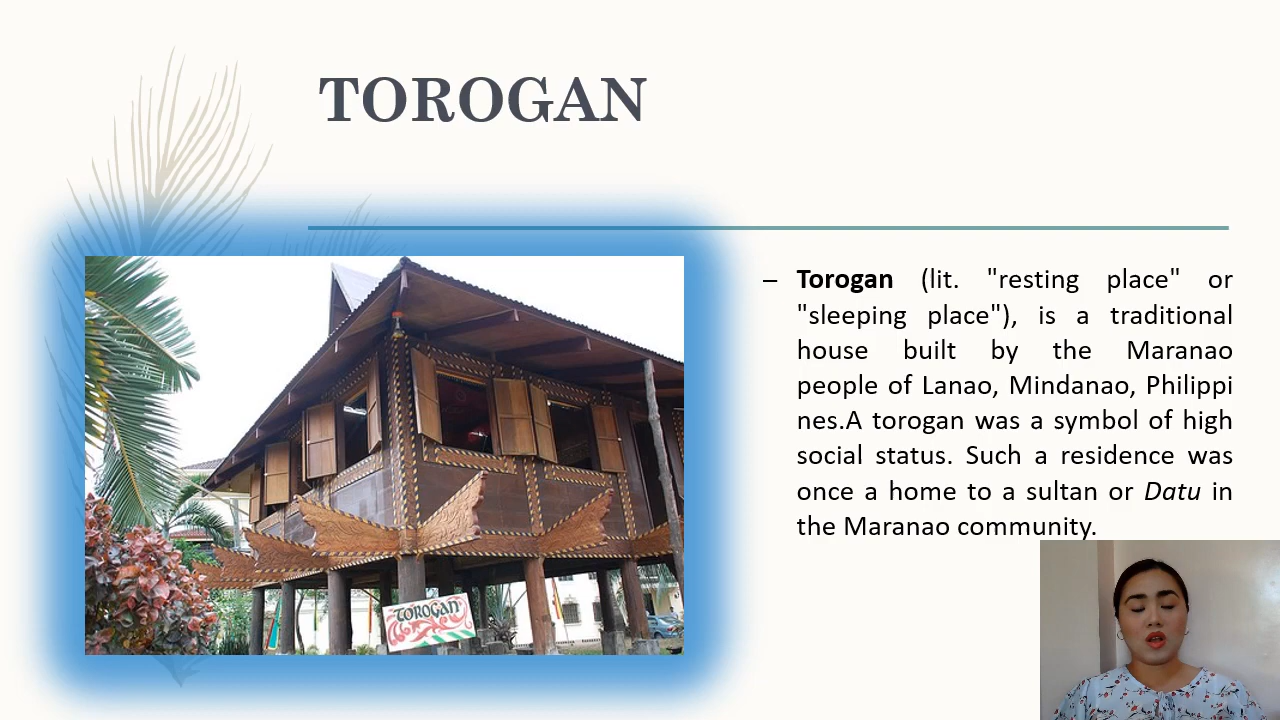 TOROGAN
– Torogan (lit. "resting place" or
"sleeping place"), is a traditional
house built by the Maranao
people of Lanao, Mindanao, Philippi
nes.A torogan was a symbol of high
social status. Such a residence was
once a home to a sultan or Datu in
the Maranao community.
TOROGAN